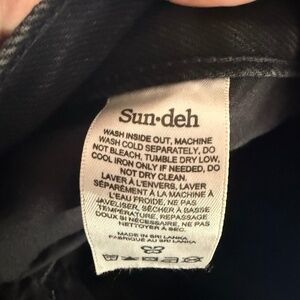 Sun·deh
WASH INSIDE OUT, MACHINE
WASH COLD SEPARATELY, DO
NOT BLEACH, TUMBLE DRY LOW,
COOL IRON ONLY IF NEEDED, DO
NOT DRY CLEAN.
LAVER À L'ENVERS, LAVER
SÉPARÉMENT À LA MACHINE À
L'EAU FROIDE, NE PAS
JAVELISER, SÉCHER À BASSE
TEMPÉRATURE, REPASSAGE
DOUX SI NÉCESSAIRE, NE PAS
NETTOYER À SEC.
MADE IN SRI LANKA
FABRIQUÉ AU SRI LANKA